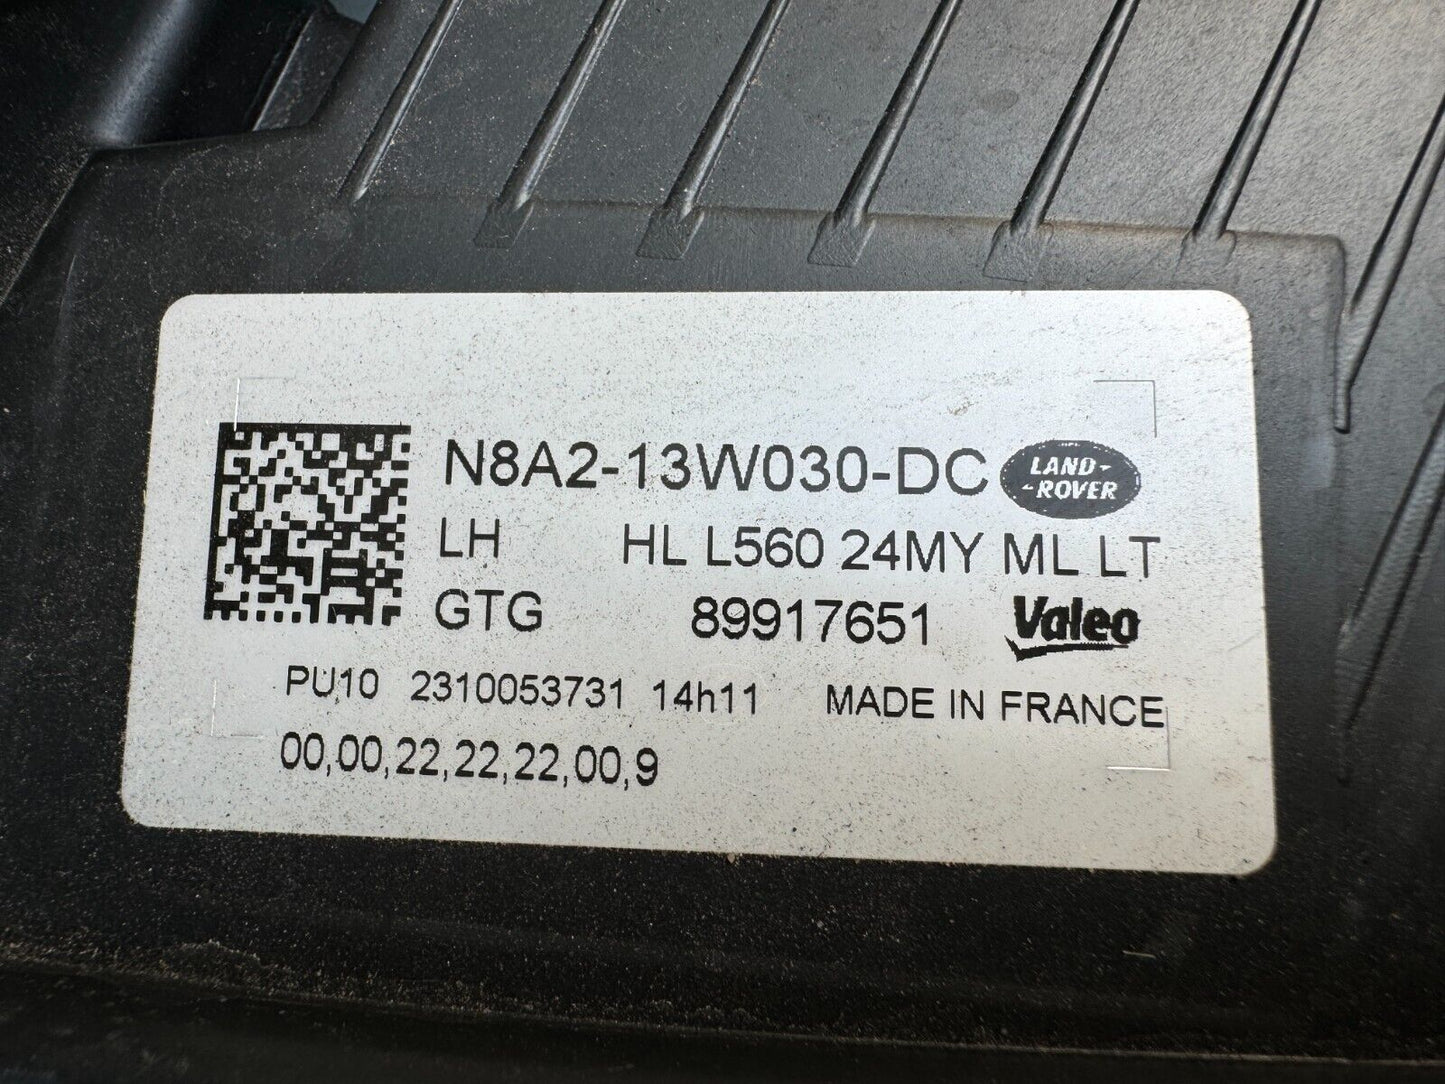 N8A2-13W030-DC LAND-
-ROVER
LH HL L560 24MY ML LT
GTG 89917651 Valeo
PU10 2310053731 14h11 MADE IN FRANCE
00,00,22,22,22,00,9